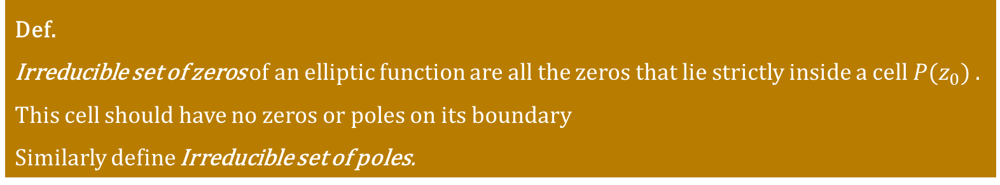 Def.
Irreducible set of zeros of an elliptic function are all the zeros that lie strictly inside a cell P(z₀) .
This cell should have no zeros or poles on its boundary
Similarly define Irreducible set of poles.